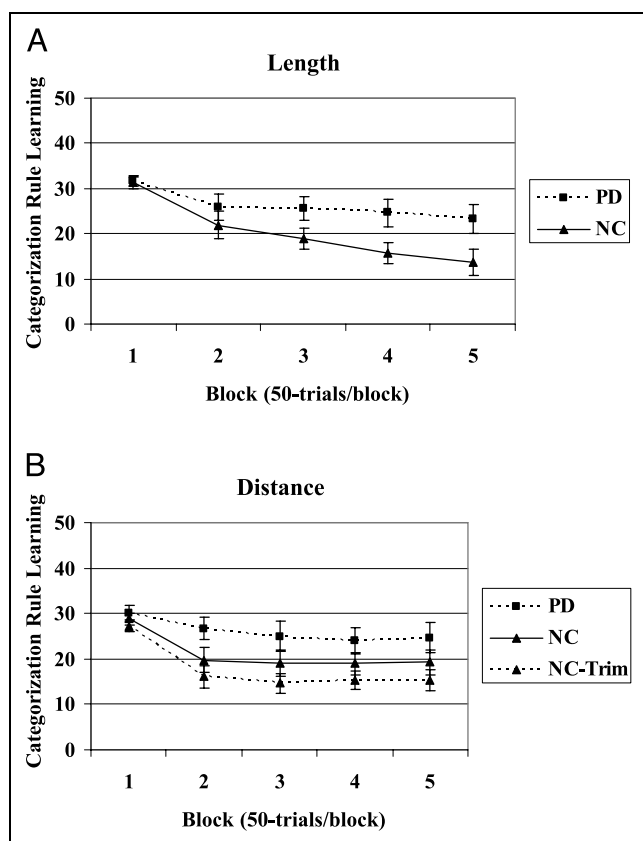 A
Length
Categorization Rule Learning
50
40
30
20
10
0
1 2 3 4 5
Block (50-trials/block)
PD
NC
B
Distance
Categorization Rule Learning
50
40
30
20
10
0
1 2 3 4 5
Block (50-trials/block)
PD
NC
NC-Trim